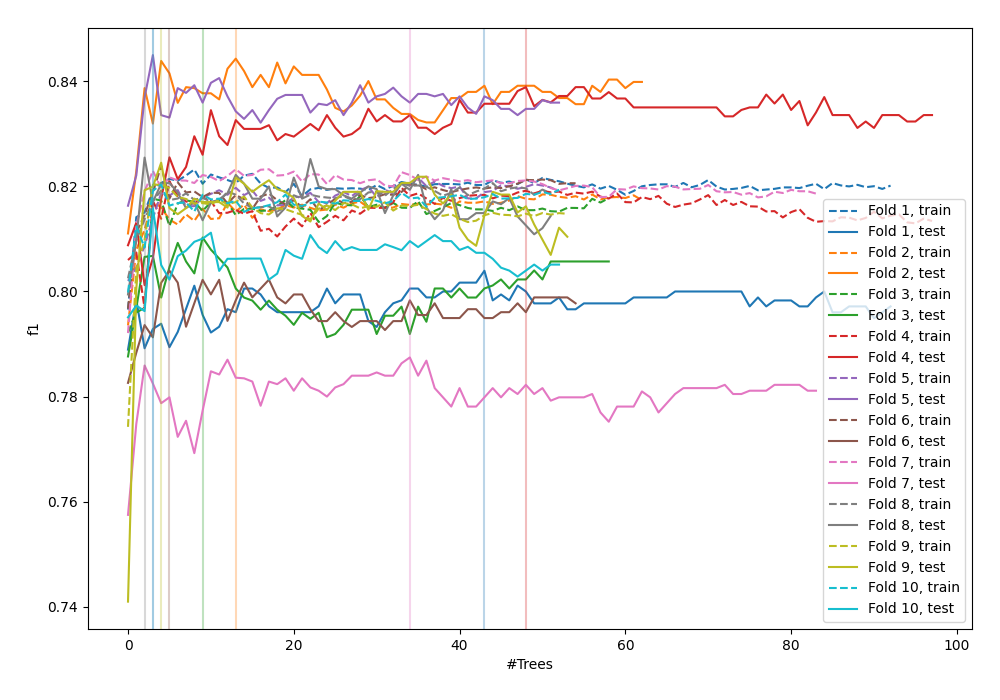 0.84
0.82
0.80
0.78
0.76
0.74
f1
0
20
40
60
80
100
#Trees
Fold 1, train
Fold 1, test
Fold 2, train
Fold 2, test
Fold 3, train
Fold 3, test
Fold 4, train
Fold 4, test
Fold 5, train
Fold 5, test
Fold 6, train
Fold 6, test
Fold 7, train
Fold 7, test
Fold 8, train
Fold 8, test
Fold 9, train
Fold 9, test
Fold 10, train
Fold 10, test